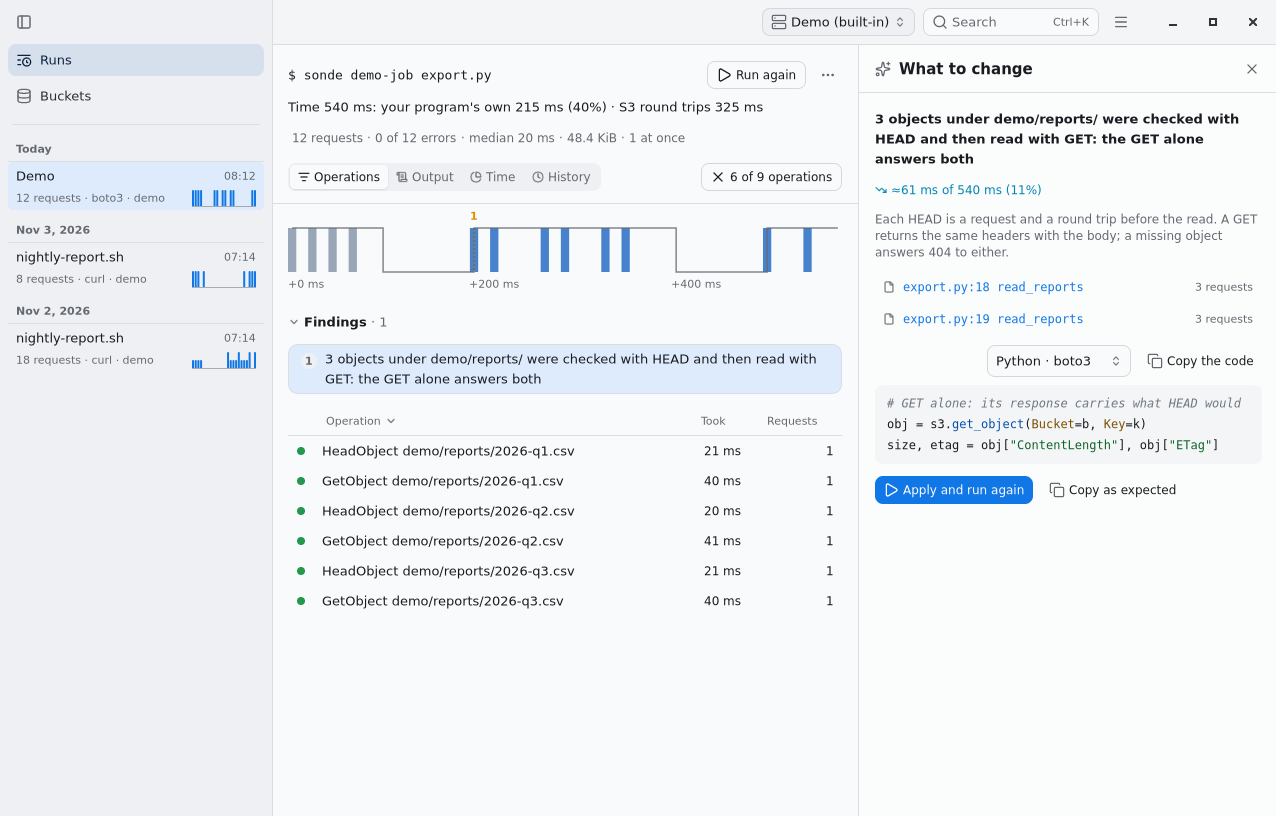 Demo (built-in)
Search Ctrl+K
Runs
Buckets
Today
Demo 08:12
12 requests · boto3 · demo
Nov 3, 2026
nightly-report.sh 07:14
8 requests · curl · demo
Nov 2, 2026
nightly-report.sh 07:14
18 requests · curl · demo
$ sonde demo-job export.py
Run again
Time 540 ms: your program's own 215 ms (40%) · S3 round trips 325 ms
12 requests · 0 of 12 errors · median 20 ms · 48.4 KiB · 1 at once
Operations Output Time History
6 of 9 operations
1
+0 ms +200 ms +400 ms
Findings · 1
1 3 objects under demo/reports/ were checked with HEAD and then read with
GET: the GET alone answers both
Operation Took Requests
HeadObject demo/reports/2026-q1.csv 21 ms 1
GetObject demo/reports/2026-q1.csv 40 ms 1
HeadObject demo/reports/2026-q2.csv 20 ms 1
GetObject demo/reports/2026-q2.csv 41 ms 1
HeadObject demo/reports/2026-q3.csv 21 ms 1
GetObject demo/reports/2026-q3.csv 40 ms 1
What to change
3 objects under demo/reports/ were checked with
HEAD and then read with GET: the GET alone
answers both
≈61 ms of 540 ms (11%)
Each HEAD is a request and a round trip before the read. A GET
returns the same headers with the body; a missing object
answers 404 to either.
export.py:18 read_reports 3 requests
export.py:19 read_reports 3 requests
Python · boto3
Copy the code
# GET alone: its response carries what HEAD would
obj = s3.get_object(Bucket=b, Key=k)
size, etag = obj["ContentLength"], obj["ETag"]
Apply and run again
Copy as expected